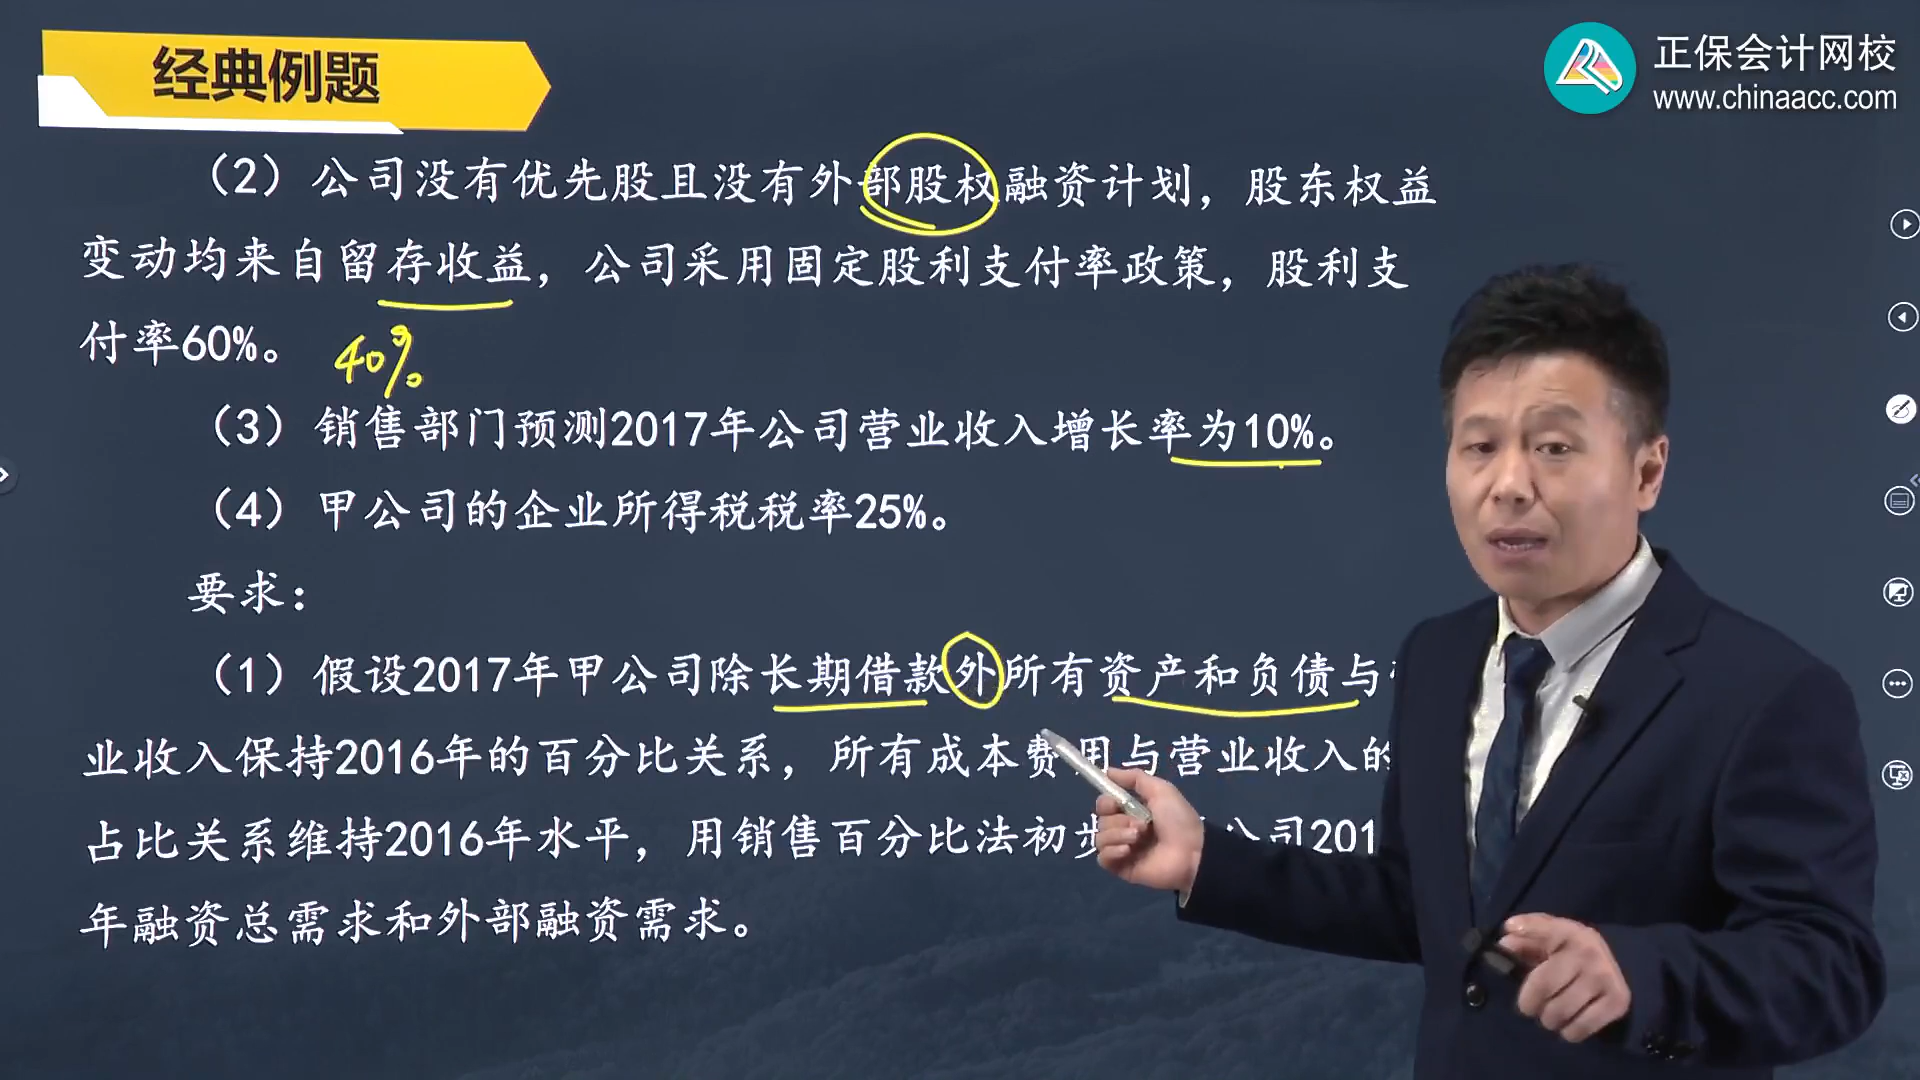 经典例题
正保会计网校
www.chinaacc.com
（2）公司没有优先股且没有外部股权融资计划，股东权益
变动均来自留存收益，公司采用固定股利支付率政策，股利支
付率60%。
40%
（3）销售部门预测2017年公司营业收入增长率为10%。
（4）甲公司的企业所得税税率25%。
要求：
（1）假设2017年甲公司除长期借款外所有资产和负债与
业收入保持2016年的百分比关系，所有成本费用与营业收入的
占比关系维持2016年水平，用销售百分比法初步 公司201
年融资总需求和外部融资需求。